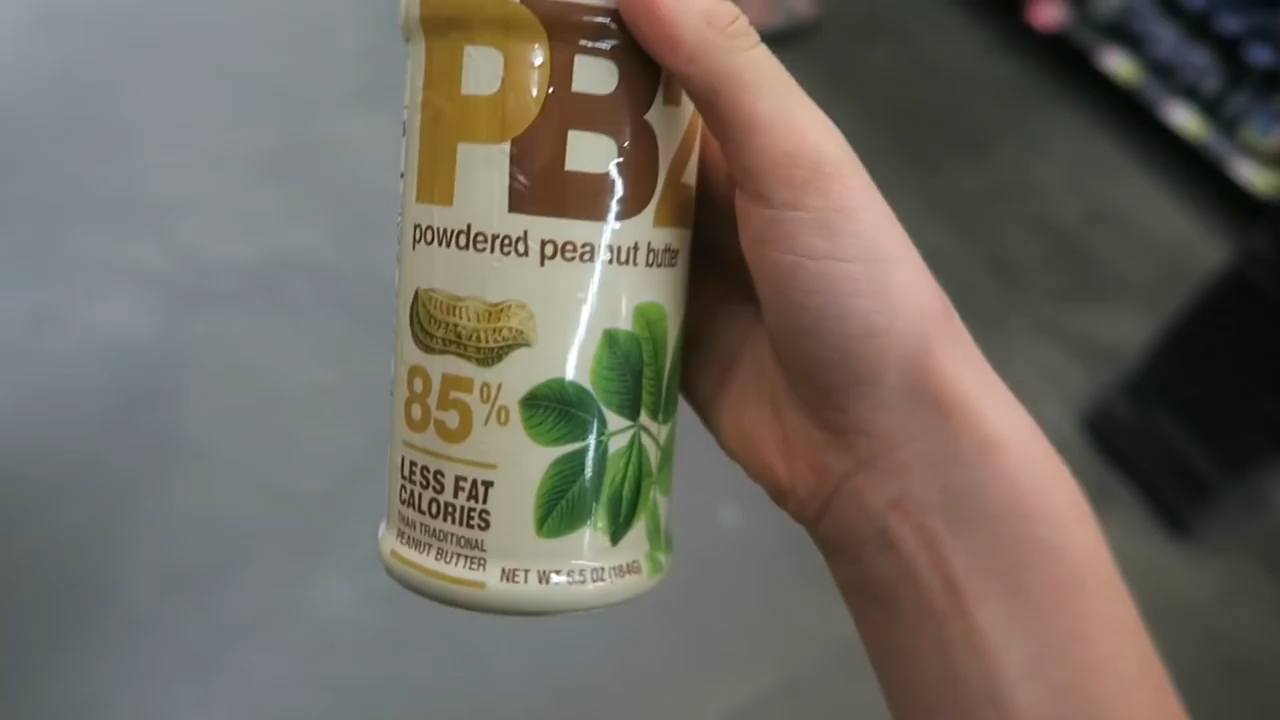 PB2
powdered peanut butter
85%
LESS FAT
CALORIES
THAN TRADITIONAL
PEANUT BUTTER
NET WT 6.5 OZ (184G)